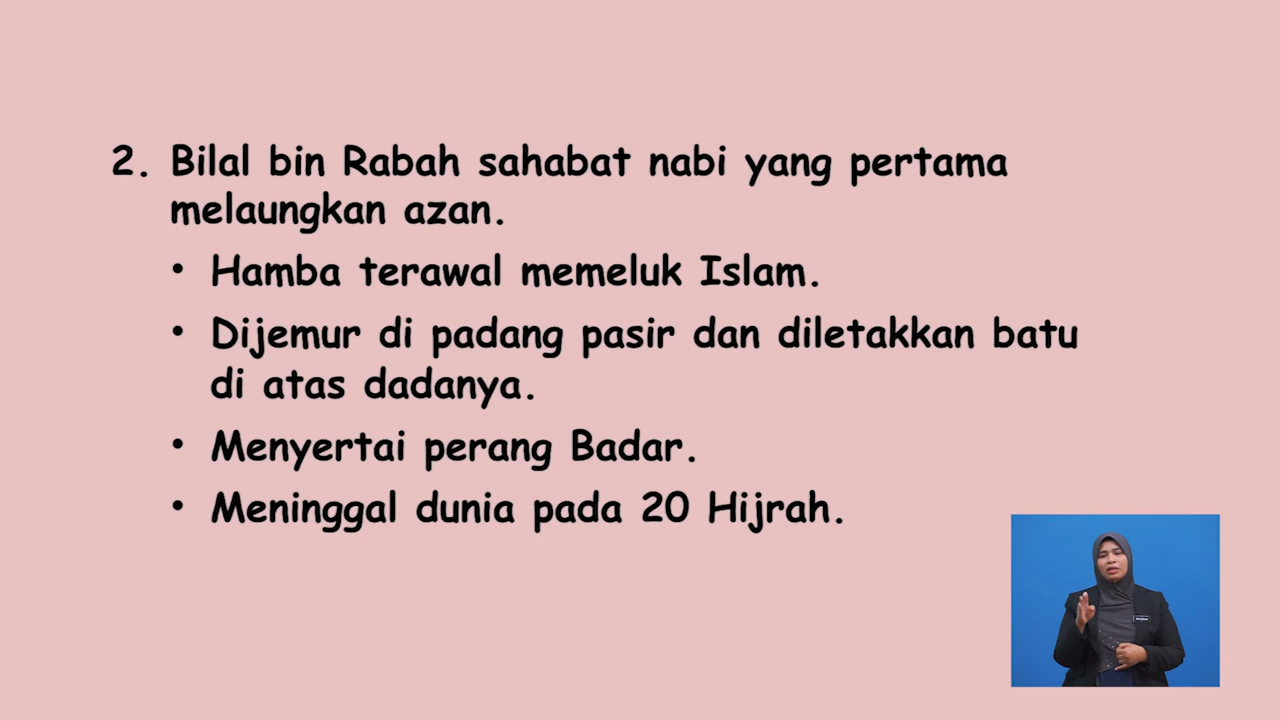 2. Bilal bin Rabah sahabat nabi yang pertama
melaungkan azan.
• Hamba terawal memeluk Islam.
• Dijemur di padang pasir dan diletakkan batu
di atas dadanya.
• Menyertai perang Badar.
• Meninggal dunia pada 20 Hijrah.